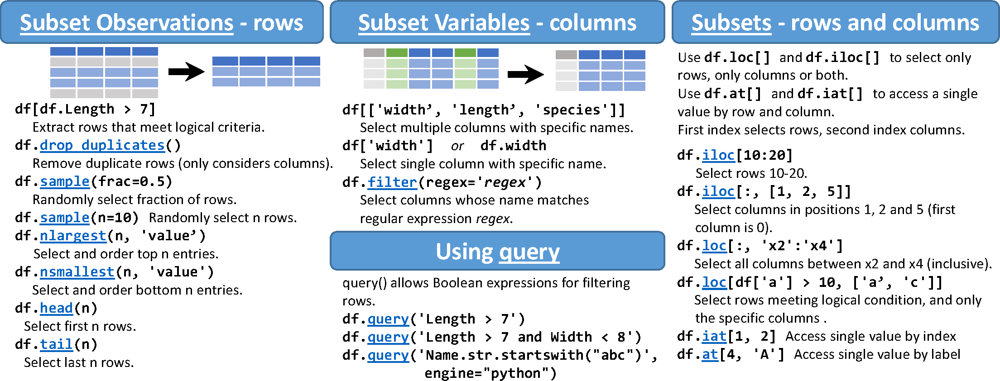 Subset Observations - rows
df[df.Length > 7]
Extract rows that meet logical criteria.
df.drop_duplicates()
Remove duplicate rows (only considers columns).
df.sample(frac=0.5)
Randomly select fraction of rows.
df.sample(n=10) Randomly select n rows.
df.nlargest(n, 'value’)
Select and order top n entries.
df.nsmallest(n, 'value')
Select and order bottom n entries.
df.head(n)
Select first n rows.
df.tail(n)
Select last n rows.
Subset Variables - columns
df[['width’, 'length’, 'species']]
Select multiple columns with specific names.
df['width'] or df.width
Select single column with specific name.
df.filter(regex='regex')
Select columns whose name matches
regular expression regex.
Using query
query() allows Boolean expressions for filtering
rows.
df.query('Length > 7')
df.query('Length > 7 and Width < 8')
df.query('Name.str.startswith("abc")',
engine="python")
Subsets - rows and columns
Use df.loc[] and df.iloc[] to select only
rows, only columns or both.
Use df.at[] and df.iat[] to access a single
value by row and column.
First index selects rows, second index columns.
df.iloc[10:20]
Select rows 10-20.
df.iloc[:, [1, 2, 5]]
Select columns in positions 1, 2 and 5 (first
column is 0).
df.loc[:, 'x2':'x4']
Select all columns between x2 and x4 (inclusive).
df.loc[df['a'] > 10, ['a’, 'c']]
Select rows meeting logical condition, and only
the specific columns .
df.iat[1, 2] Access single value by index
df.at[4, 'A'] Access single value by label